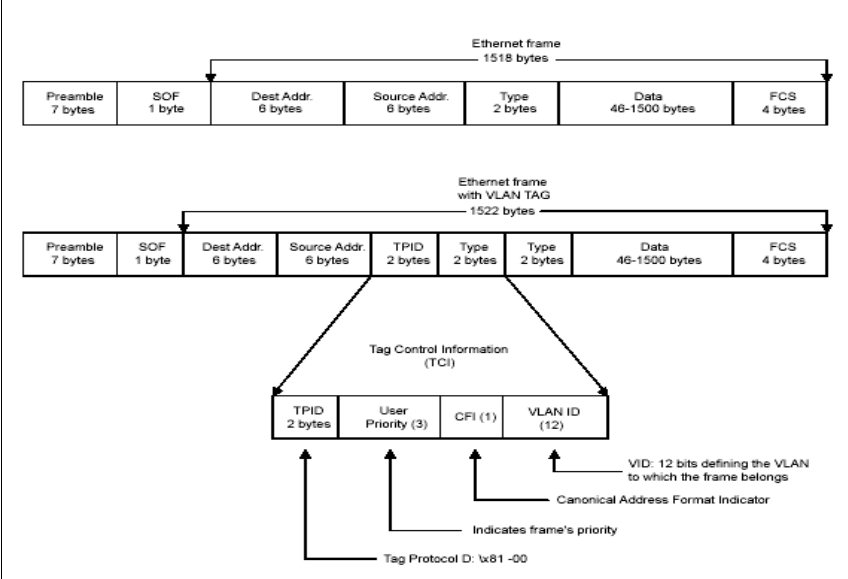 Ethernet frame
1518 bytes
Preamble
7 bytes
SOF
1 byte
Dest Addr.
6 bytes
Source Addr.
6 bytes
Type
2 bytes
Data
46-1500 bytes
FCS
4 bytes
Ethernet frame
with VLAN TAG
1522 bytes
Preamble
7 bytes
SOF
1 byte
Dest Addr.
6 bytes
Source Addr.
6 bytes
TPID
2 bytes
Type
2 bytes
Type
2 bytes
Data
46-1500 bytes
FCS
4 bytes
Tag Control Information
(TCI)
TPID
2 bytes
User
Priority (3)
CFI (1)
VLAN ID
(12)
VID: 12 bits defining the VLAN
to which the frame belongs
Canonical Address Format Indicator
Indicates frame's priority
Tag Protocol D: \x81 -00